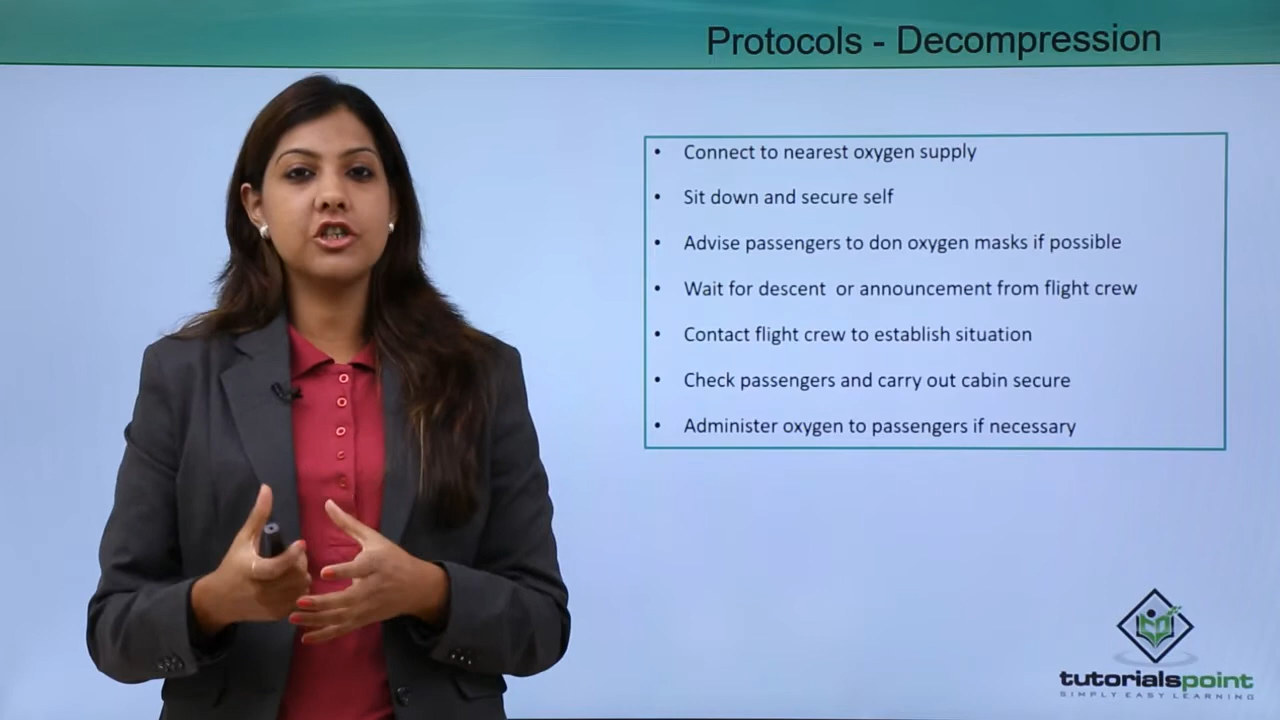 Protocols - Decompression
• Connect to nearest oxygen supply
• Sit down and secure self
• Advise passengers to don oxygen masks if possible
• Wait for descent or announcement from flight crew
• Contact flight crew to establish situation
• Check passengers and carry out cabin secure
• Administer oxygen to passengers if necessary
tutorialspoint
SIMPLY EASY LEARNING